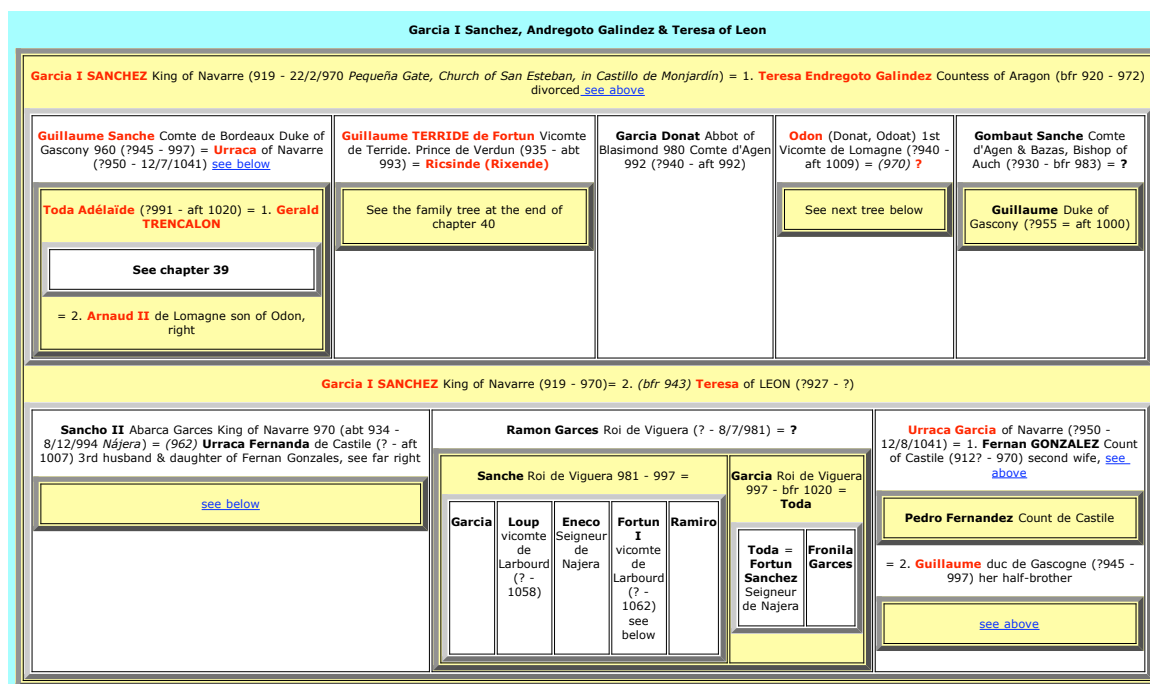 Garcia I Sanchez, Andregoto Galindez & Teresa of Leon
Garcia I SANCHEZ King of Navarre (919 - 22/2/970 Pequeña Gate, Church of San Esteban, in Castillo de Monjardín) = 1. Teresa Endregoto Galindez Countess of Aragon (bfr 920 - 972)
divorced see above
Guillaume Sanche Comte de Bordeaux Duke of
Gascony 960 (?945 - 997) = Urraca of Navarre
(?950 - 12/7/1041) see below
Toda Adélaïde (?991 - aft 1020) = 1. Gerald
TRENCALON
See chapter 39
= 2. Arnaud II de Lomagne son of Odon,
right
Guillaume TERRIDE de Fortun Vicomte
de Terride. Prince de Verdun (935 - abt
993) = Ricsinde (Rixende)
See the family tree at the end of
chapter 40
Garcia Donat Abbot of
Blasimond 980 Comte d'Agen
992 (?940 - aft 992)
Odon (Donat, Odoat) 1st
Vicomte de Lomagne (?940 -
aft 1009) = (970) ?
See next tree below
Gombaut Sanche Comte
d'Agen & Bazas, Bishop of
Auch (?930 - bfr 983) = ?
Guillaume Duke of
Gascony (?955 = aft 1000)
Garcia I SANCHEZ King of Navarre (919 - 970)= 2. (bfr 943) Teresa of LEON (?927 - ?)
Sancho II Abarca Garces King of Navarre 970 (abt 934 -
8/12/994 Nájera) = (962) Urraca Fernanda de Castile (? - aft
1007) 3rd husband & daughter of Fernan Gonzales, see far right
see below
Ramon Garces Roi de Viguera (? - 8/7/981) = ?
Sanche Roi de Viguera 981 - 997 =
Garcia
Loup
vicomte
de
Larbourd
(? -
1058)
Eneco
Seigneur
de
Najera
Fortun
I
vicomte
de
Larbourd
(? -
1062)
see
below
Ramiro
Garcia Roi de Viguera
997 - bfr 1020 =
Toda
Toda =
Fortun
Sanchez
Seigneur
de Najera
Fronila
Garces
Urraca Garcia of Navarre (?950 -
12/8/1041) = 1. Fernan GONZALEZ Count
of Castile (912? - 970) second wife, see
above
Pedro Fernandez Count de Castile
= 2. Guillaume duc de Gascogne (?945 -
997) her half-brother
see above